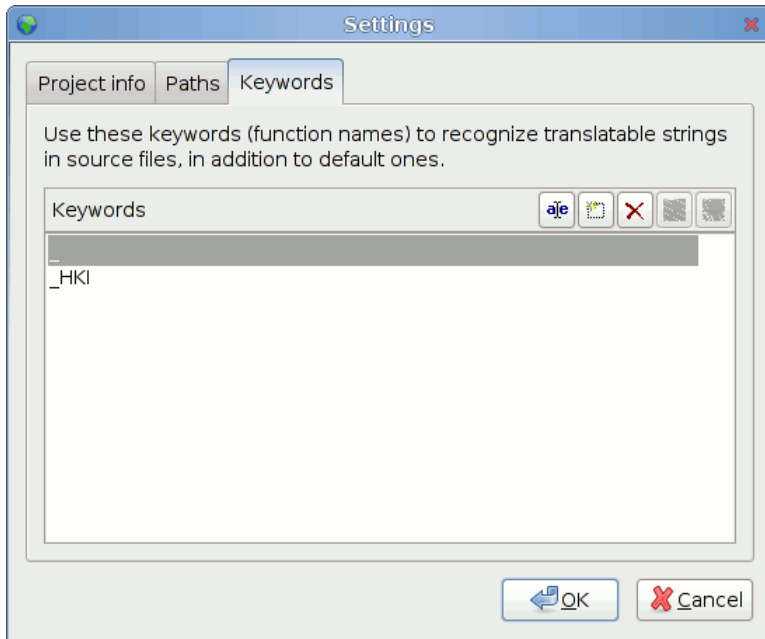 Settings
Project info Paths Keywords
Use these keywords (function names) to recognize translatable strings
in source files, in addition to default ones.
Keywords
_
_HKI
OK Cancel